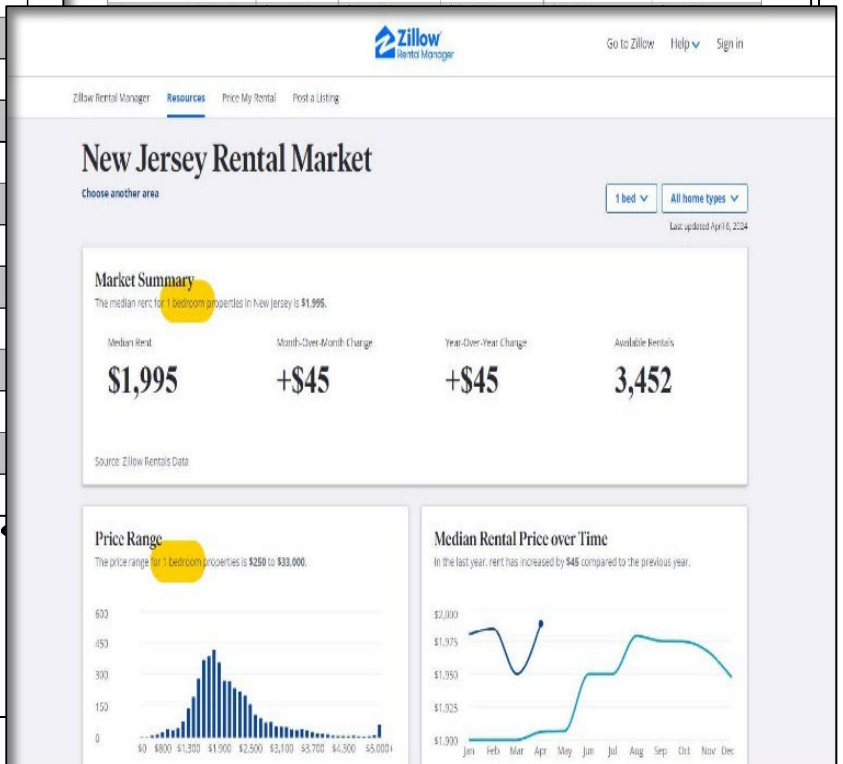 Zillow
Rental Manager
Go to Zillow Help Sign in
Zillow Rental Manager Resources Price My Rental Post a Listing
New Jersey Rental Market
Choose another area
1 bed All home types
Last updated April 6, 2024
Market Summary
The median rent for 1 bedroom properties in New Jersey is $1,995.
Median Rent Month-Over-Month Change Year-Over-Year Change Available Rentals
$1,995 +$45 +$45 3,452
Source: Zillow Rentals Data
Price Range
The price range for 1 bedroom properties is $250 to $33,000.
600
450
300
150
0
$0 $800 $1,300 $1,900 $2,500 $3,100 $3,700 $4,300 $5,000+
Median Rental Price over Time
In the last year, rent has increased by $45 compared to the previous year.
$2,000
$1,975
$1,950
$1,925
$1,900
Jan Feb Mar Apr May Jun Jul Aug Sep Oct Nov Dec